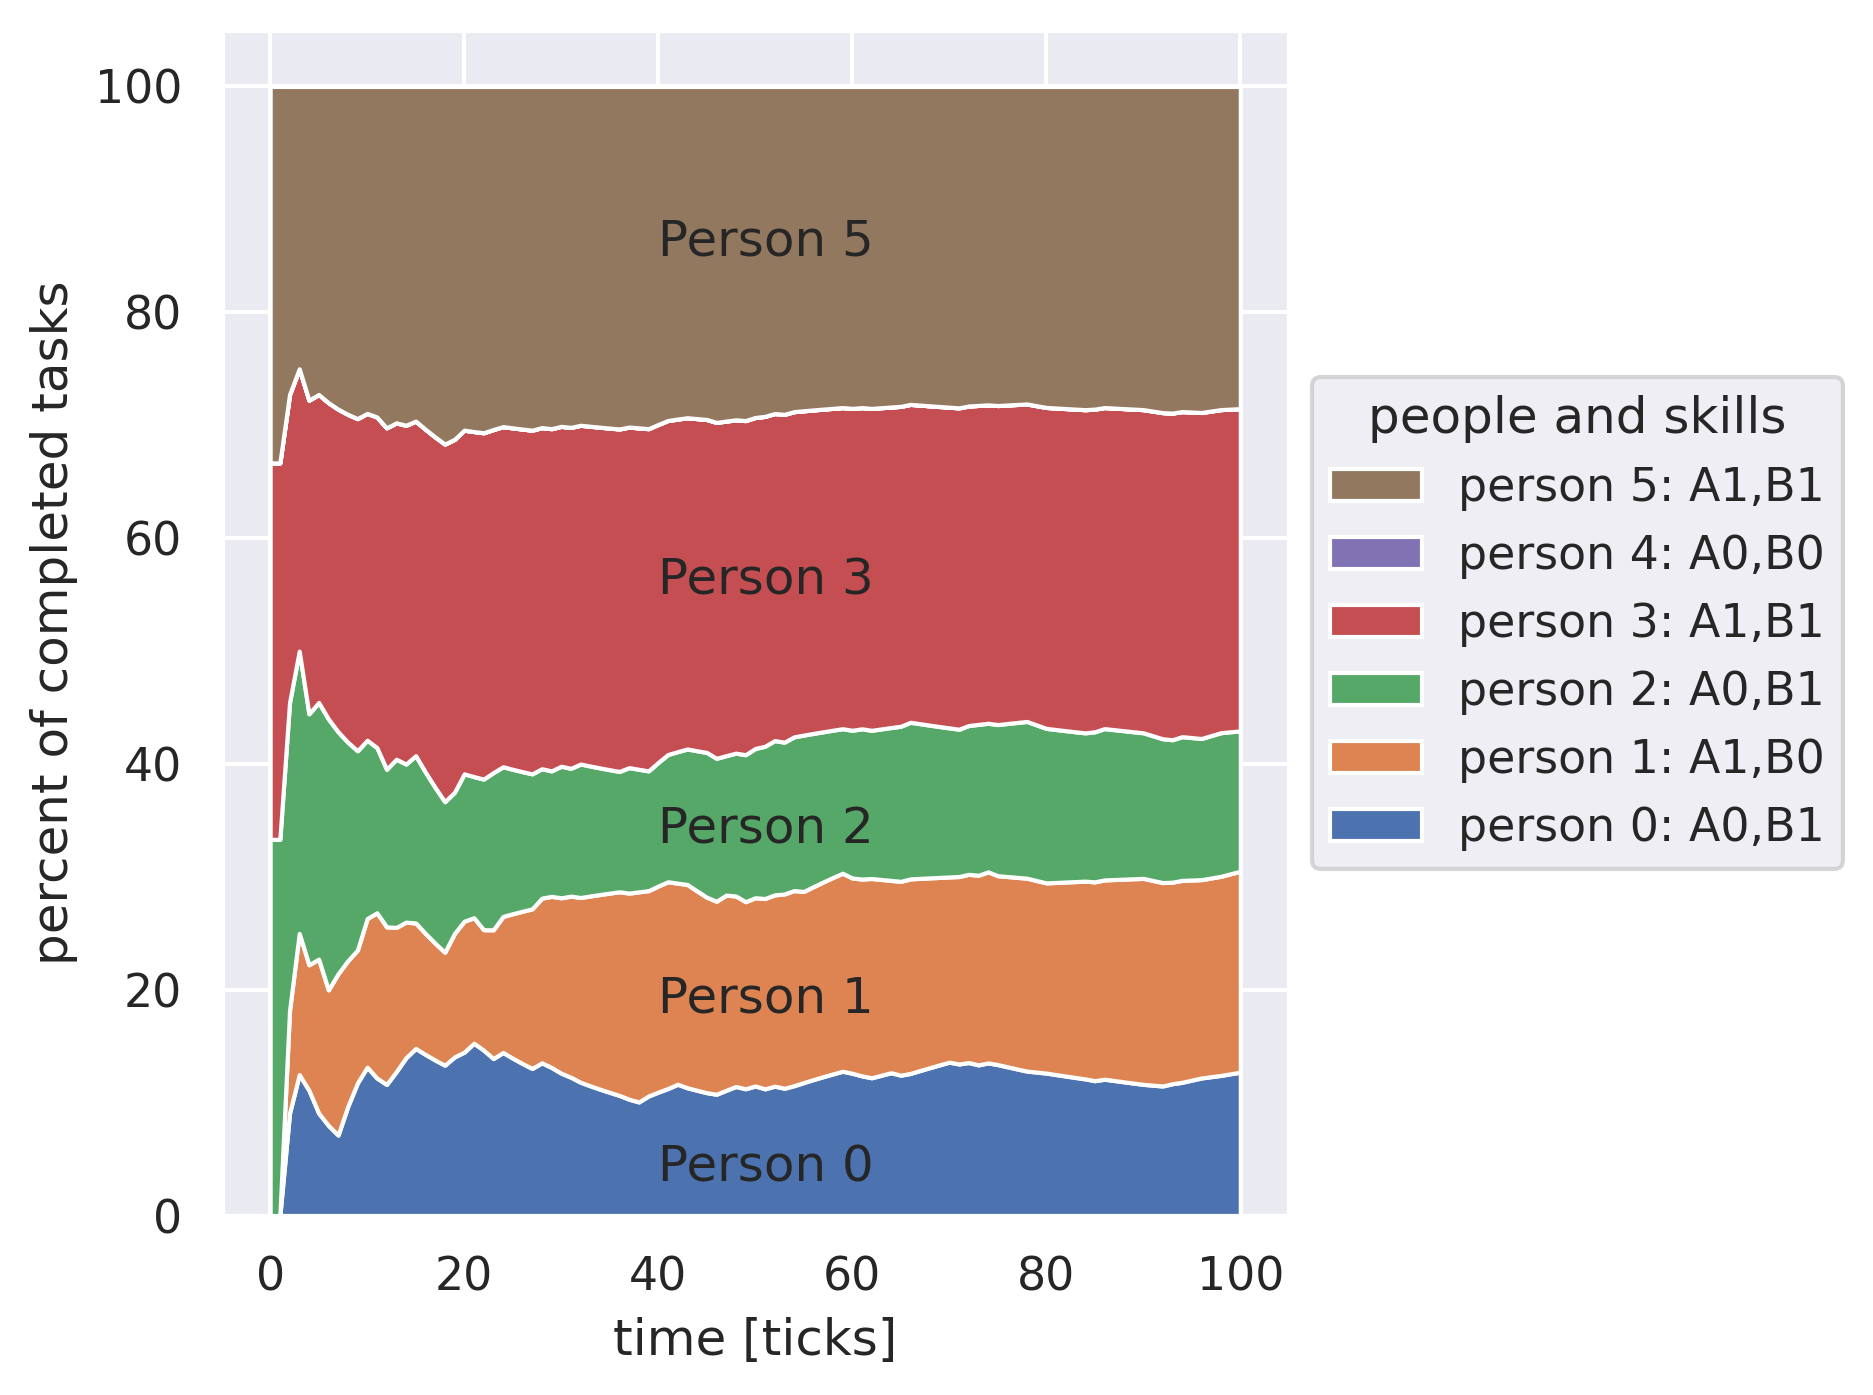 percent of completed tasks
100
80
60
40
20
0
Person 5
Person 3
Person 2
Person 1
Person 0
0 20 40 60 80 100
time [ticks]
people and skills
person 5: A1,B1
person 4: A0,B0
person 3: A1,B1
person 2: A0,B1
person 1: A1,B0
person 0: A0,B1